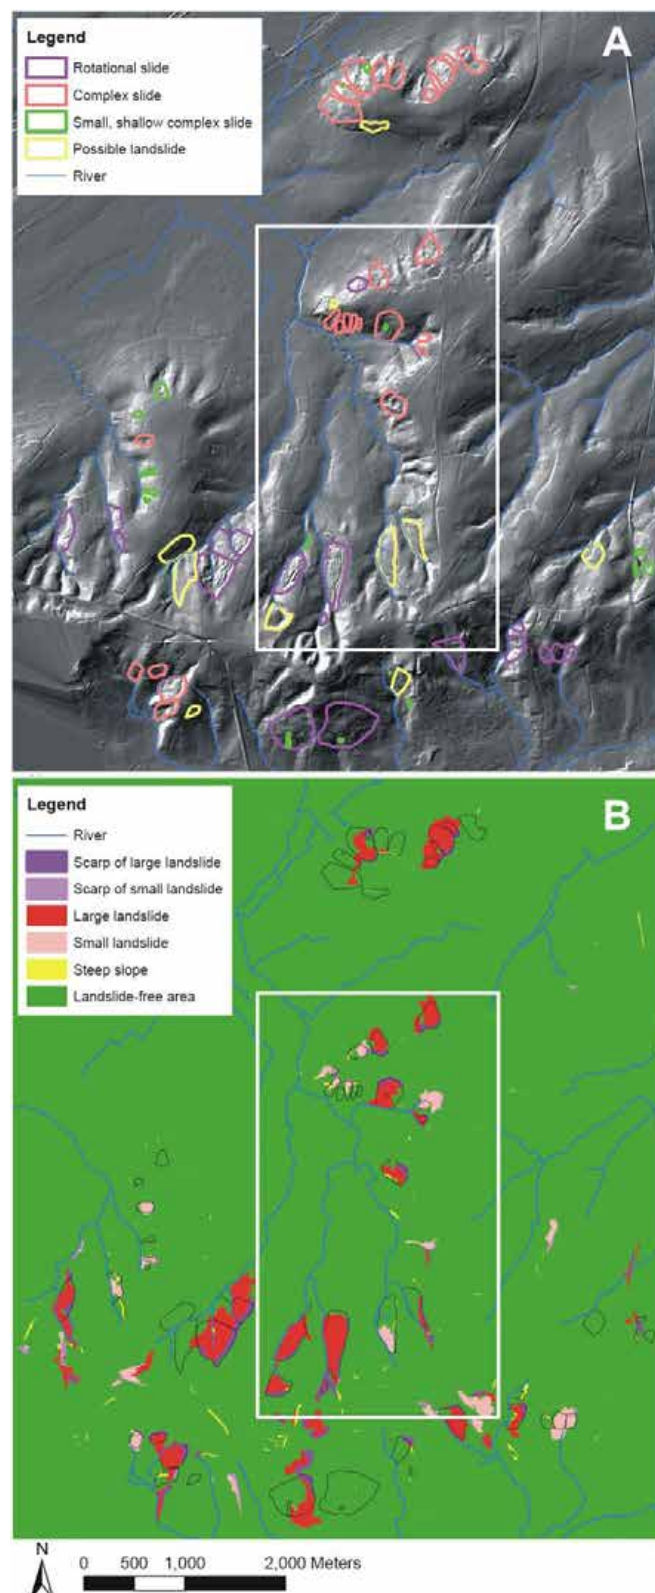 A
Legend
Rotational slide
Complex slide
Small, shallow complex slide
Possible landslide
River
B
Legend
River
Scarp of large landslide
Scarp of small landslide
Large landslide
Small landslide
Steep slope
Landslide-free area
N
0 500 1,000 2,000 Meters